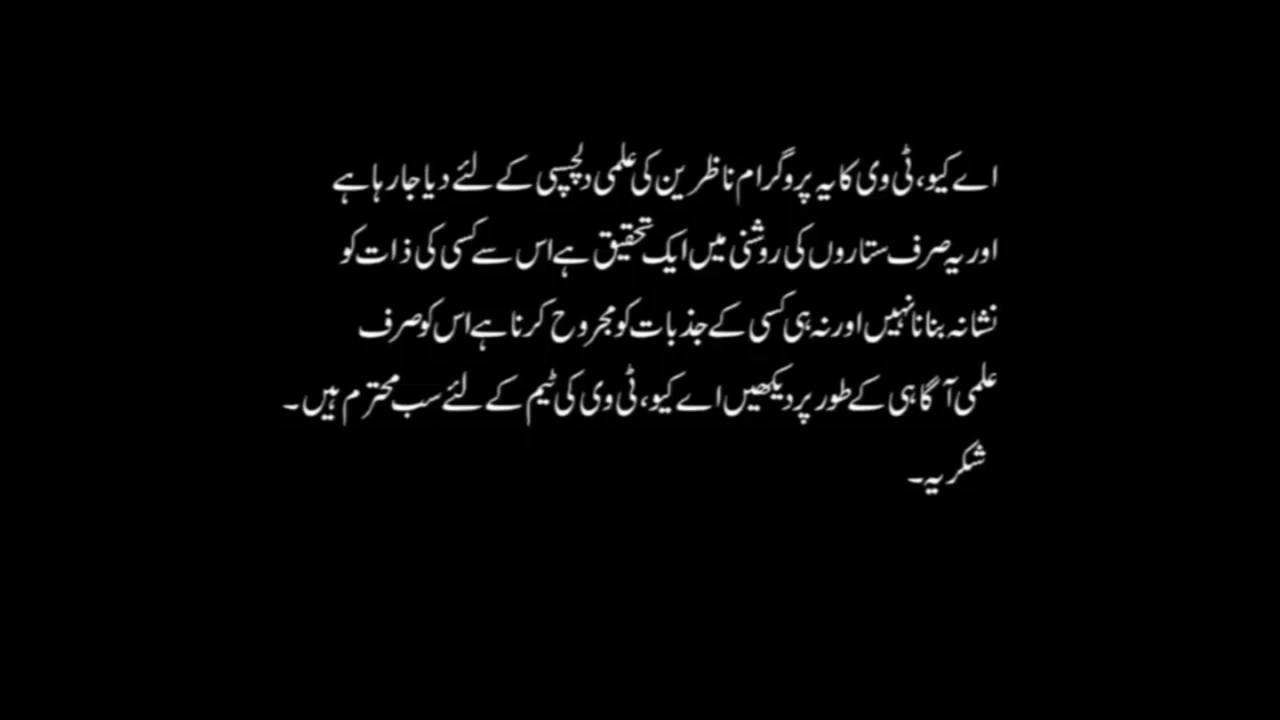 اے کیو، ٹی وی کا یہ پروگرام ناظرین کی علمی دلچسپی کے لئے دیا جا رہا ہے
اور یہ صرف ستاروں کی روشنی میں ایک تحقیق ہے اس سے کسی کی ذات کو
نشانہ بنانا نہیں اور نہ ہی کسی کے جذبات کو مجروح کرنا ہے اس کو صرف
علمی آگاہی کے طور پر دیکھیں اے کیو، ٹی وی کی ٹیم کے لئے سب محترم ہیں ۔
شکریہ ۔